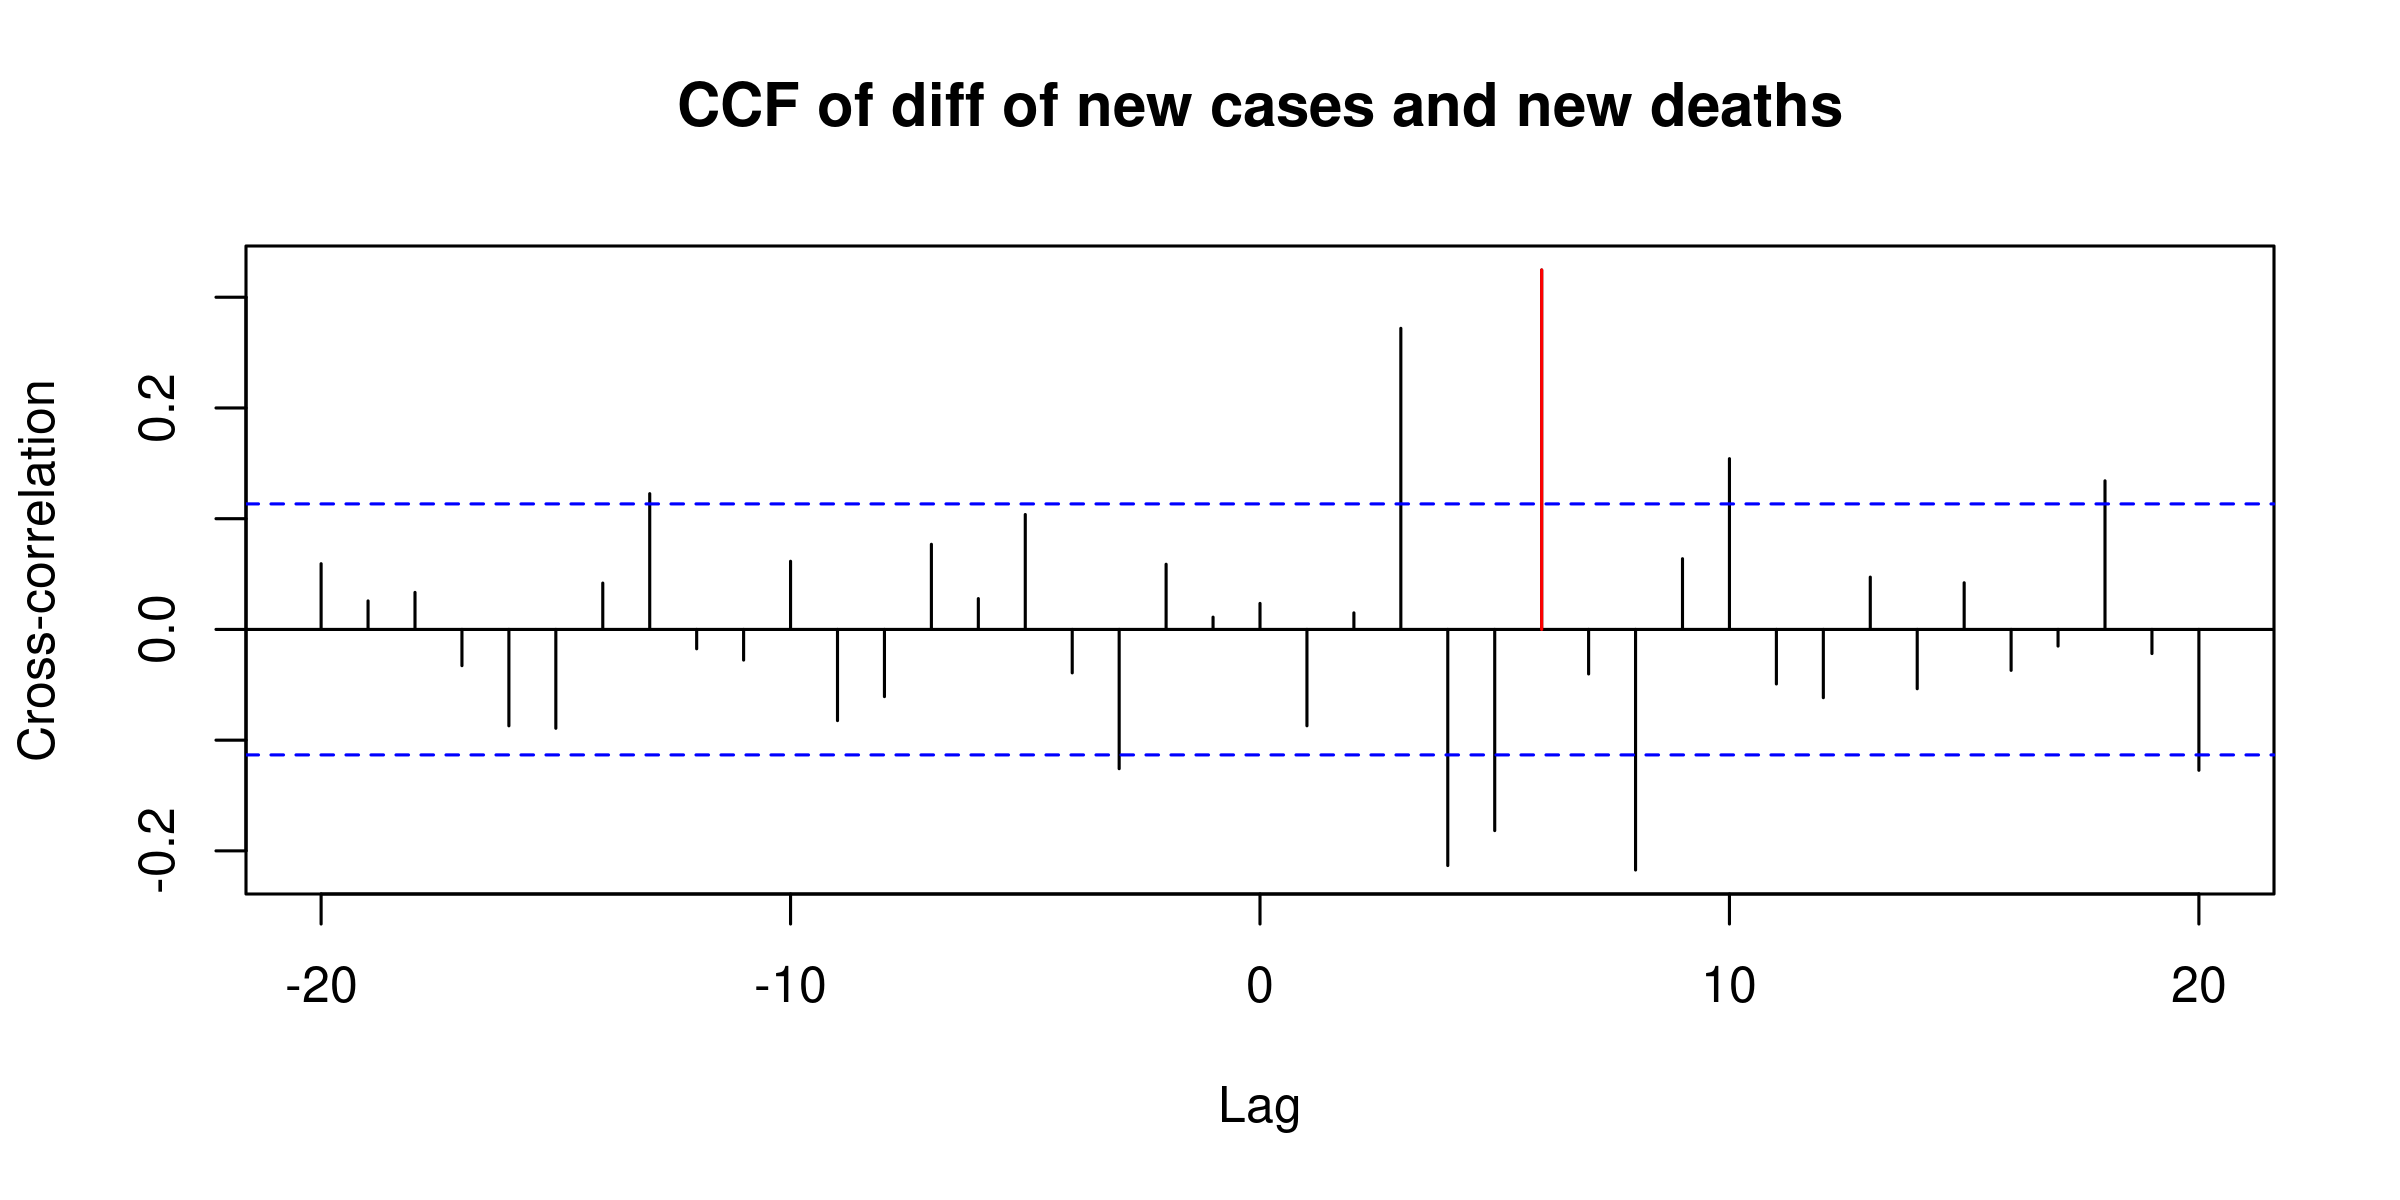 CCF of diff of new cases and new deaths
Cross-correlation
0.2
0.0
-0.2
-20 -10 0 10 20
Lag